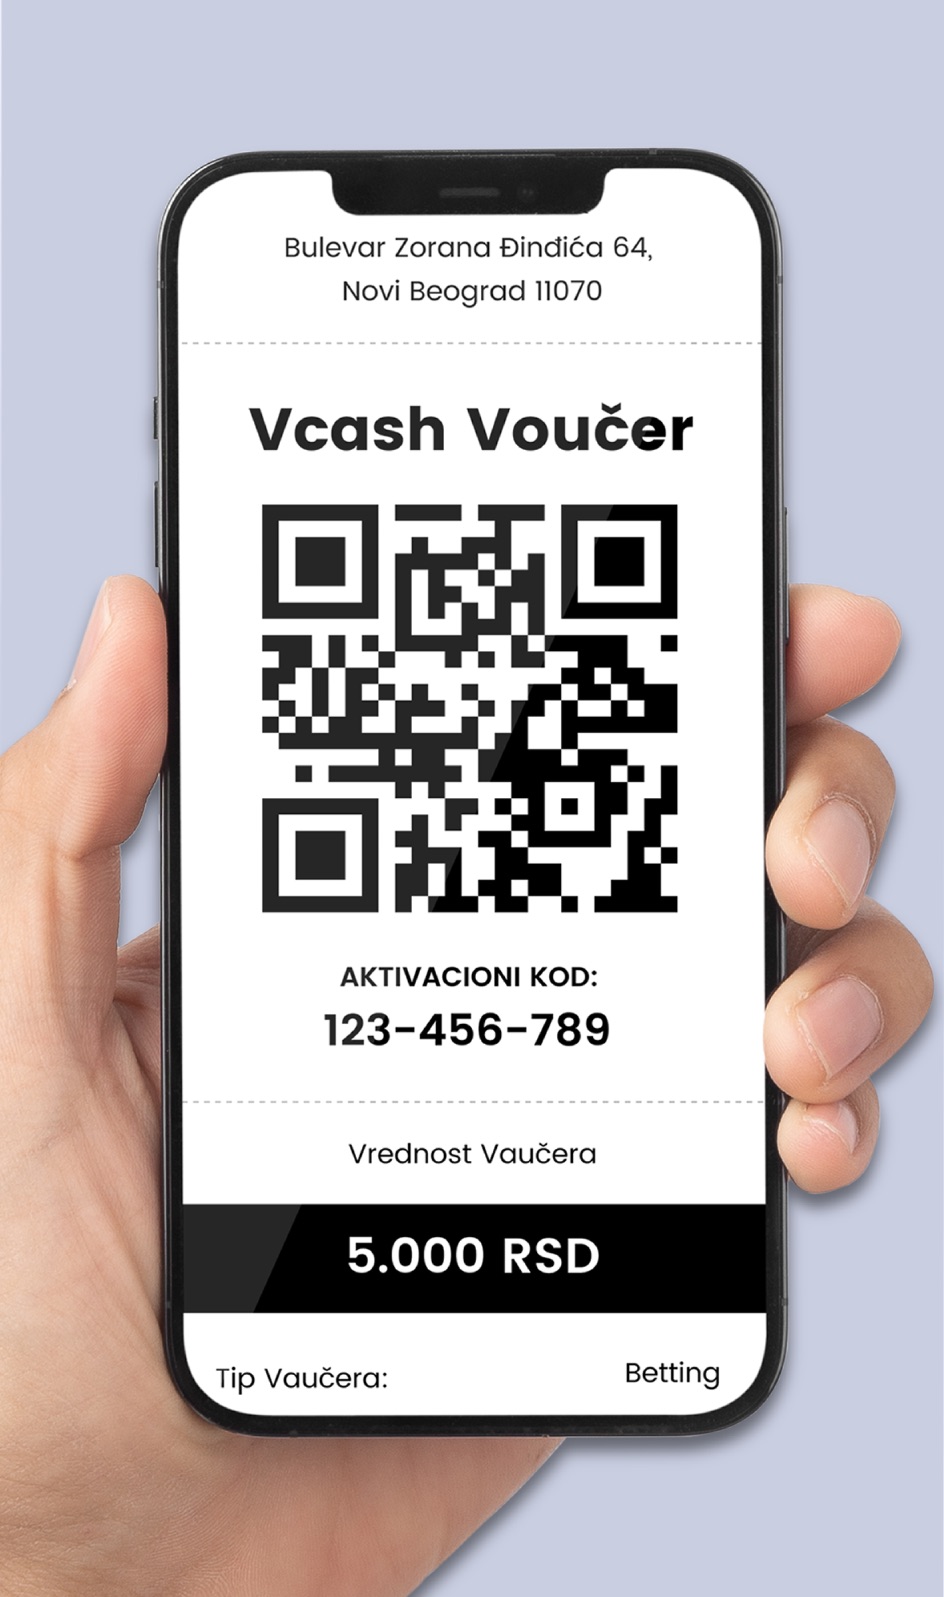 Bulevar Zorana Đinđića 64,
Novi Beograd 11070
Vcash Voučer
AKTIVACIONI KOD:
123-456-789
Vrednost Vaučera
5.000 RSD
Tip Vaučera: Betting